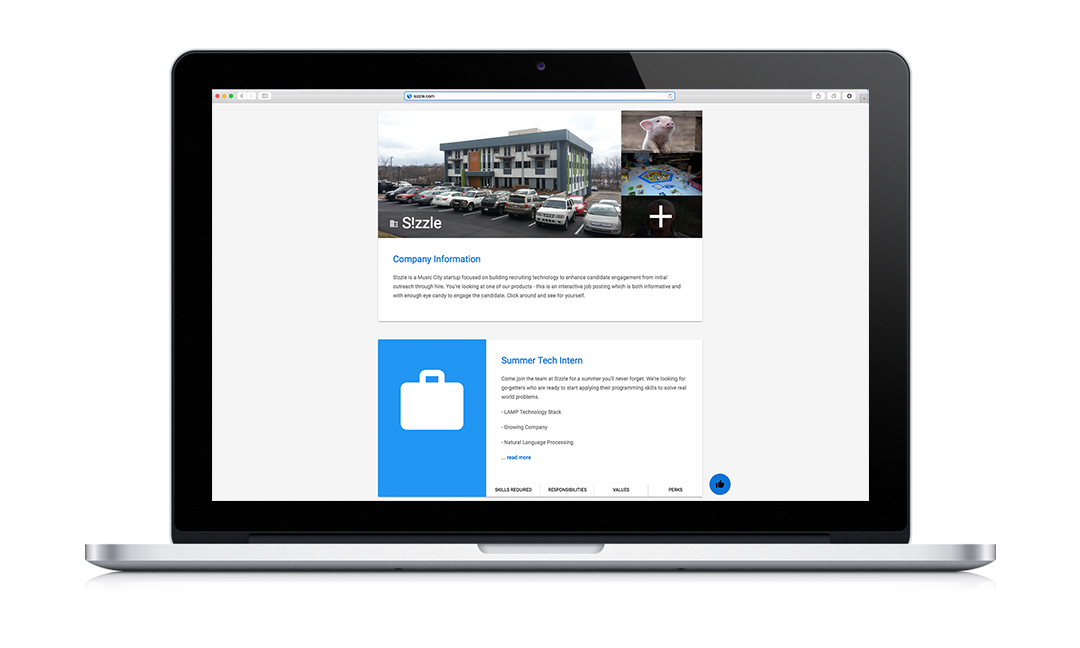 sizzle.com
S!zzle
Company Information
S!zzle is a Music City startup focused on building recruiting technology to enhance candidate engagement from initial
outreach through hire. You're looking at one of our products - this is an interactive job posting which is both informative and
with enough eye candy to engage the candidate. Click around and see for yourself.
Summer Tech Intern
Come join the team at S!zzle for a summer you'll never forget. We're looking for
go-getters who are ready to start applying their programming skills to solve real
world problems.
- LAMP Technology Stack
- Growing Company
- Natural Language Processing
... read more
SKILLS REQUIRED RESPONSIBILITIES VALUES PERKS